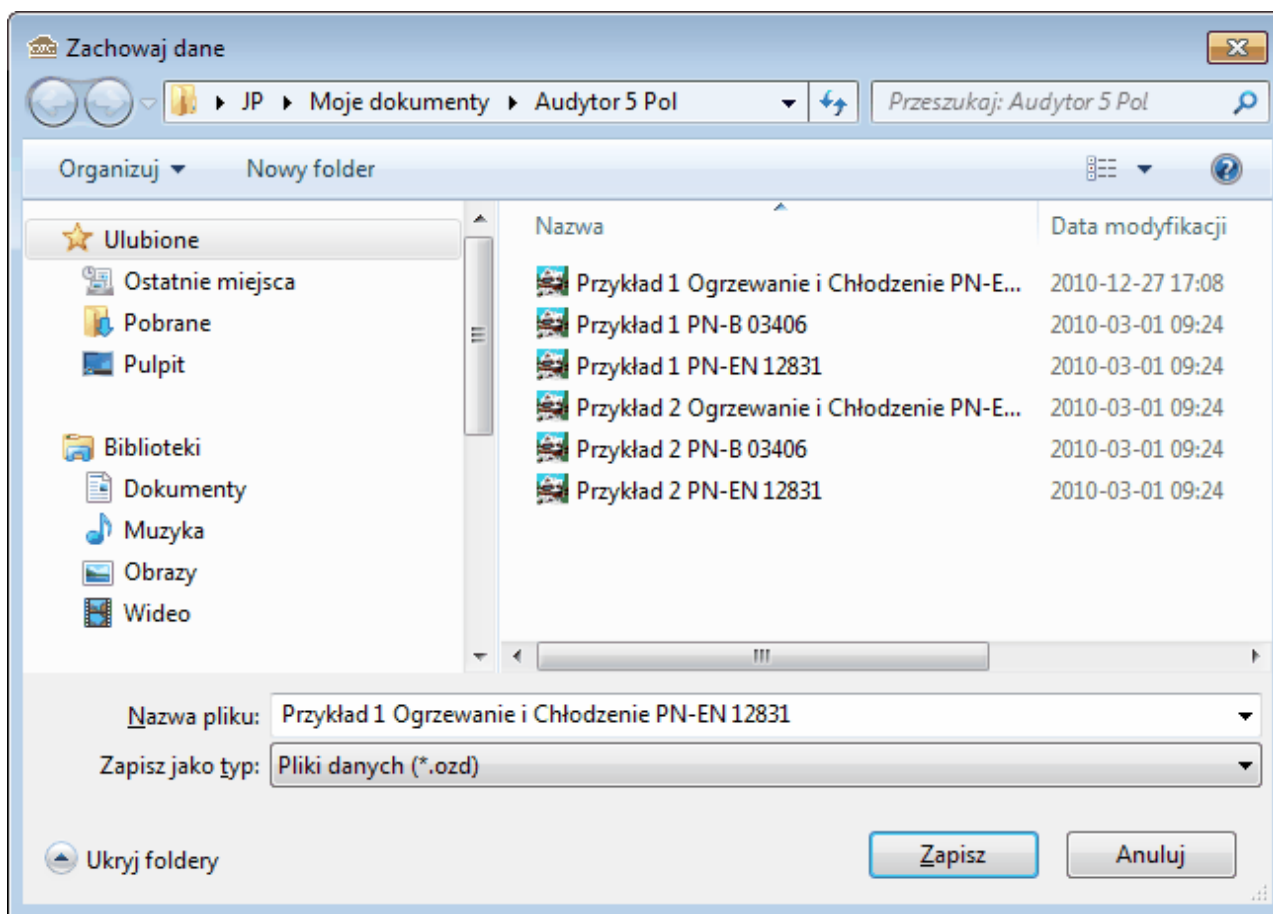 Zachowaj dane
JP Moje dokumenty Audytor 5 Pol
Przeszukaj: Audytor 5 Pol
Organizuj Nowy folder
Ulubione
Ostatnie miejsca
Pobrane
Pulpit
Biblioteki
Dokumenty
Muzyka
Obrazy
Wideo
Nazwa Data modyfikacji
Przykład 1 Ogrzewanie i Chłodzenie PN-E... 2010-12-27 17:08
Przykład 1 PN-B 03406 2010-03-01 09:24
Przykład 1 PN-EN 12831 2010-03-01 09:24
Przykład 2 Ogrzewanie i Chłodzenie PN-E... 2010-03-01 09:24
Przykład 2 PN-B 03406 2010-03-01 09:24
Przykład 2 PN-EN 12831 2010-03-01 09:24
Nazwa pliku: Przykład 1 Ogrzewanie i Chłodzenie PN-EN 12831
Zapisz jako typ: Pliki danych (*.ozd)
Ukryj foldery
Zapisz
Anuluj